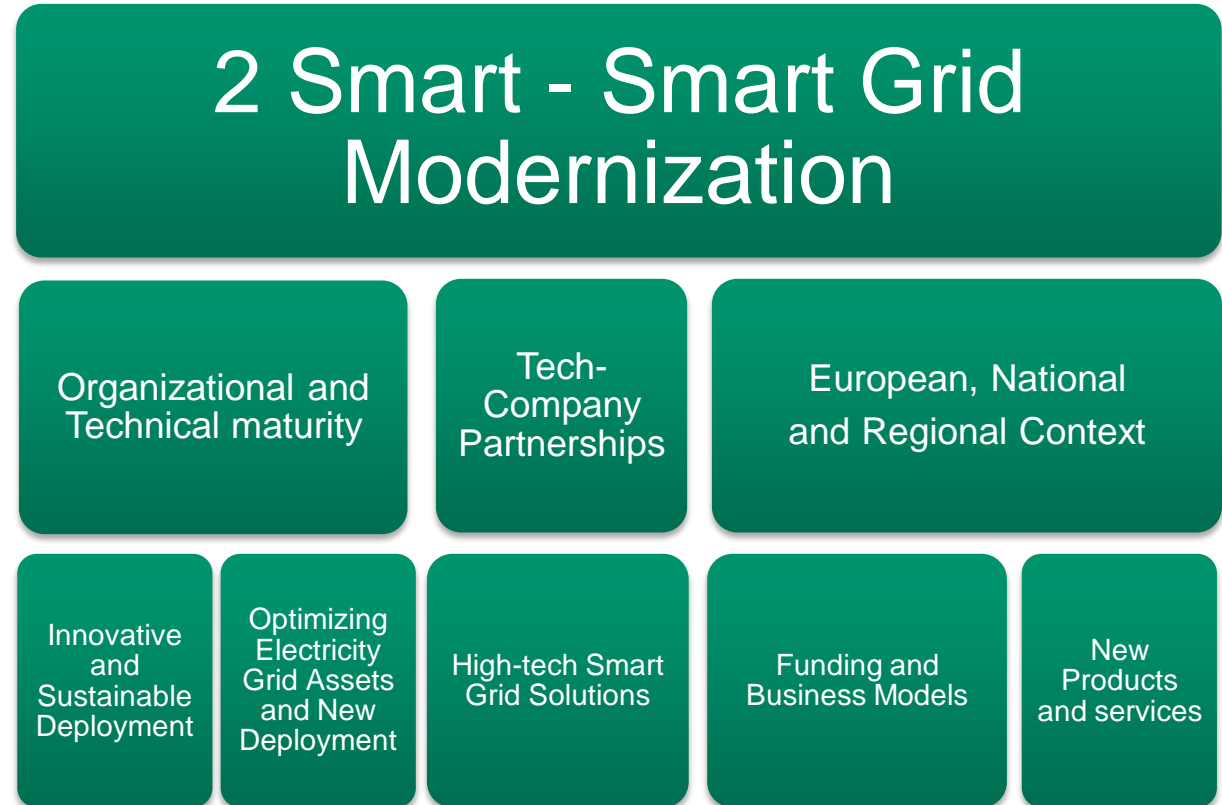 2 Smart - Smart Grid
Modernization
Organizational and
Technical maturity
Tech-
Company
Partnerships
European, National
and Regional Context
Innovative
and
Sustainable
Deployment
Optimizing
Electricity
Grid Assets
and New
Deployment
High-tech Smart
Grid Solutions
Funding and
Business Models
New
Products
and services